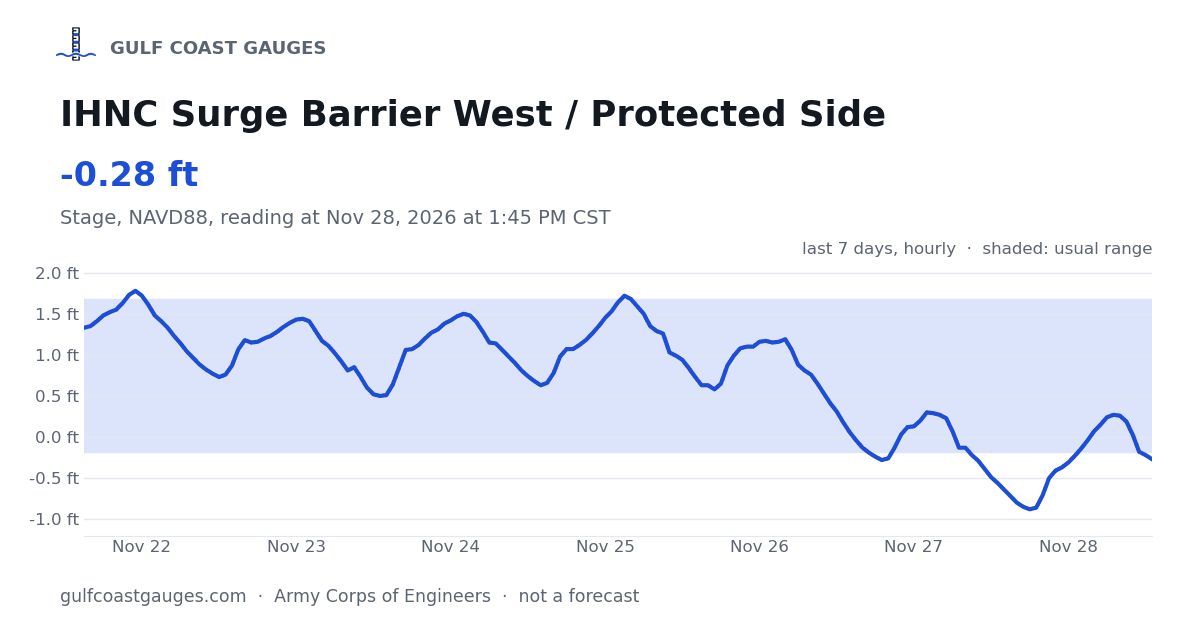 GULF COAST GAUGES
IHNC Surge Barrier West / Protected Side
-0.28 ft
Stage, NAVD88, reading at Nov 28, 2026 at 1:45 PM CST
last 7 days, hourly · shaded: usual range
2.0 ft
1.5 ft
1.0 ft
0.5 ft
0.0 ft
-0.5 ft
-1.0 ft
Nov 22 Nov 23 Nov 24 Nov 25 Nov 26 Nov 27 Nov 28
gulfcoastgauges.com · Army Corps of Engineers · not a forecast